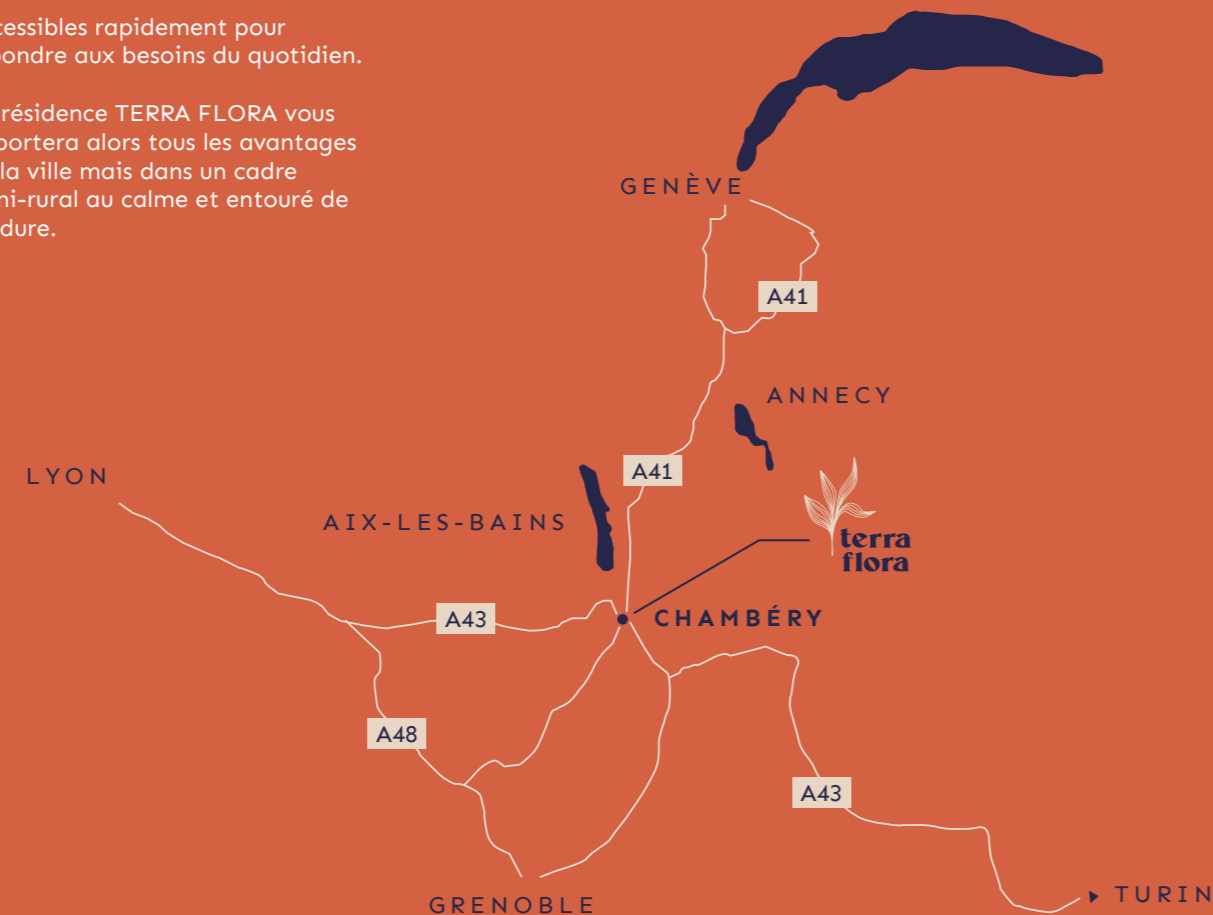 cessibles rapidement pour
pondre aux besoins du quotidien.
résidence TERRA FLORA vous
portera alors tous les avantages
la ville mais dans un cadre
mi-rural au calme et entouré de
dure.
GENÈVE
A41
ANNECY
A41
LYON
AIX-LES-BAINS
terra
flora
A43
CHAMBÉRY
A48
A43
GRENOBLE
TURIN